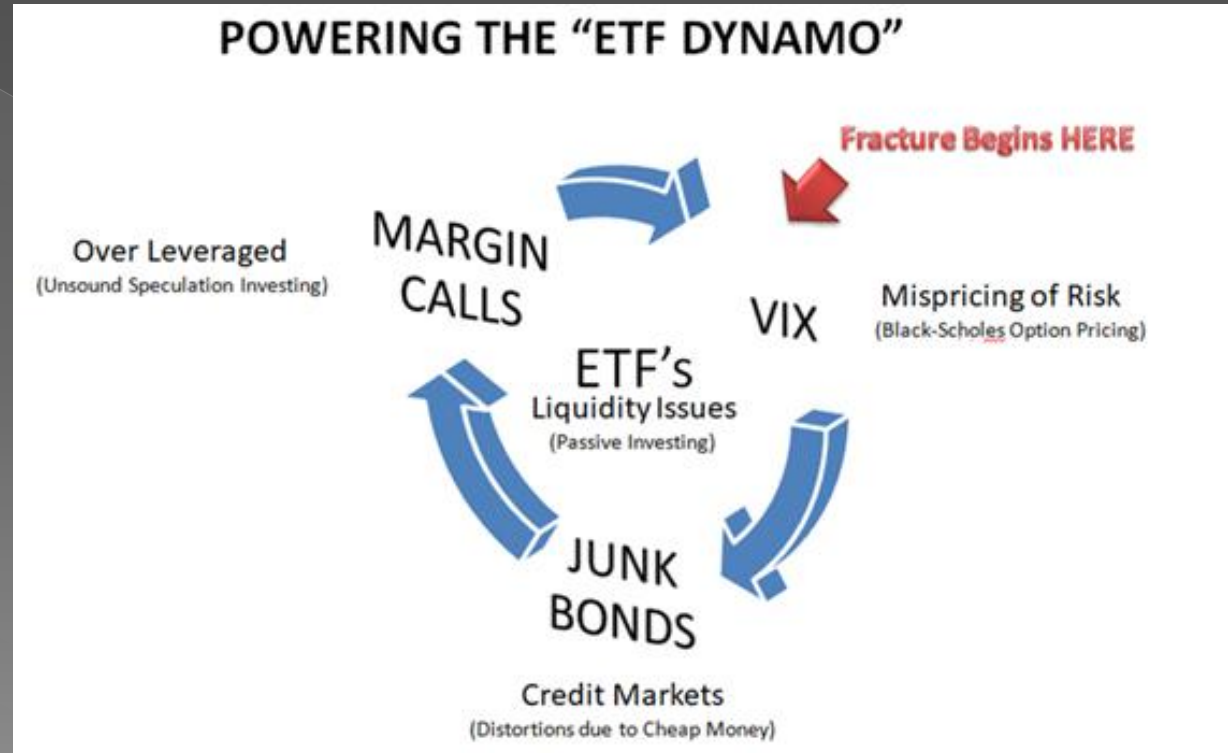 POWERING THE “ETF DYNAMO”
Fracture Begins HERE
Over Leveraged
(Unsound Speculation Investing)
MARGIN
CALLS
VIX
Mispricing of Risk
(Black-Scholes Option Pricing)
ETF’s
Liquidity Issues
(Passive Investing)
JUNK
BONDS
Credit Markets
(Distortions due to Cheap Money)